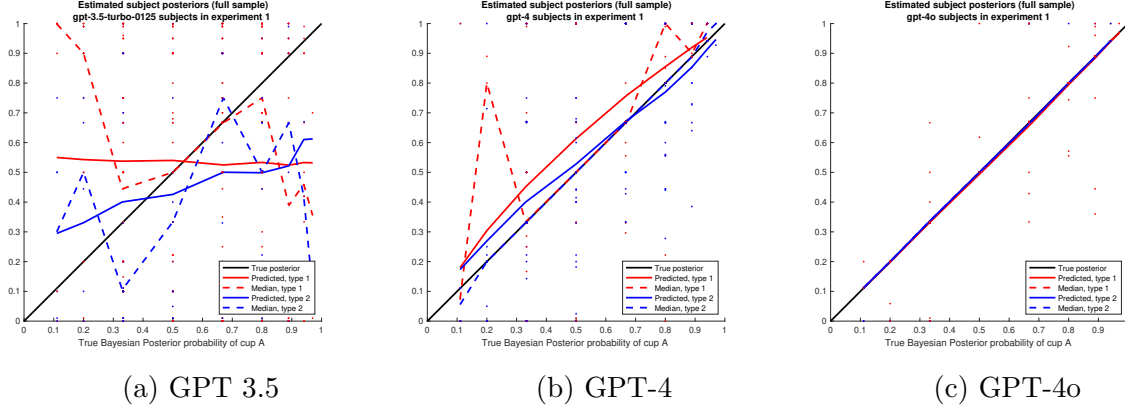 Estimated subject posteriors (full sample)
gpt-3.5-turbo-0125 subjects in experiment 1
1
0.9
0.8
0.7
0.6
0.5
0.4
0.3
0.2
0.1
0
True posterior
Predicted, type 1
Median, type 1
Predicted, type 2
Median, type 2
0 0.1 0.2 0.3 0.4 0.5 0.6 0.7 0.8 0.9 1
True Bayesian Posterior probability of cup A
(a) GPT 3.5
Estimated subject posteriors (full sample)
gpt-4 subjects in experiment 1
1
0.9
0.8
0.7
0.6
0.5
0.4
0.3
0.2
0.1
0
True posterior
Predicted, type 1
Median, type 1
Predicted, type 2
Median, type 2
0 0.1 0.2 0.3 0.4 0.5 0.6 0.7 0.8 0.9 1
True Bayesian Posterior probability of cup A
(b) GPT-4
Estimated subject posteriors (full sample)
gpt-4o subjects in experiment 1
1
0.9
0.8
0.7
0.6
0.5
0.4
0.3
0.2
0.1
0
True posterior
Predicted, type 1
Median, type 1
Predicted, type 2
Median, type 2
0 0.1 0.2 0.3 0.4 0.5 0.6 0.7 0.8 0.9
True Bayesian Posterior probability of cup A
(c) GPT-4o